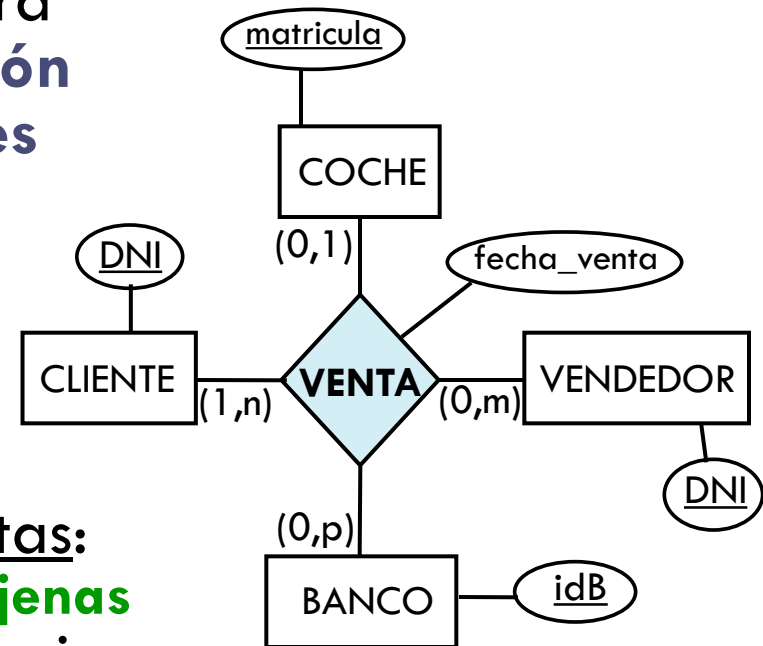 matricula
ón
es
COCHE
(0,1)
DNI
fecha_venta
CLIENTE
VENTA
VENDEDOR
(1,n)
(0,m)
DNI
tas:
(0,p)
jenas
BANCO
idB